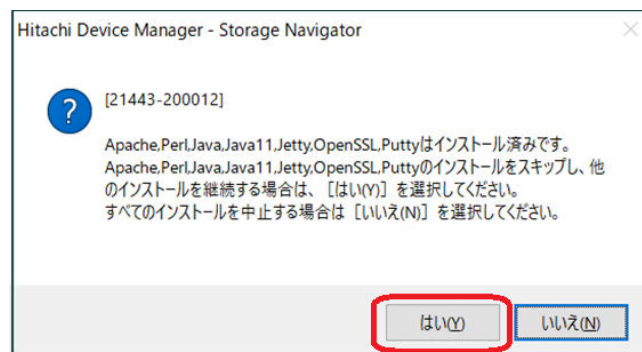 Hitachi Device Manager - Storage Navigator
[21443-200012]
Apache,Perl,Java,Java11,Jetty,OpenSSL,Puttyはインストール済みです。
Apache,Perl,Java,Java11,Jetty,OpenSSL,Puttyのインストールをスキップし、他
のインストールを継続する場合は、［はい(Y)］を選択してください。
すべてのインストールを中止する場合は［いいえ(N)］を選択してください。
はい(Y)
いいえ(N)